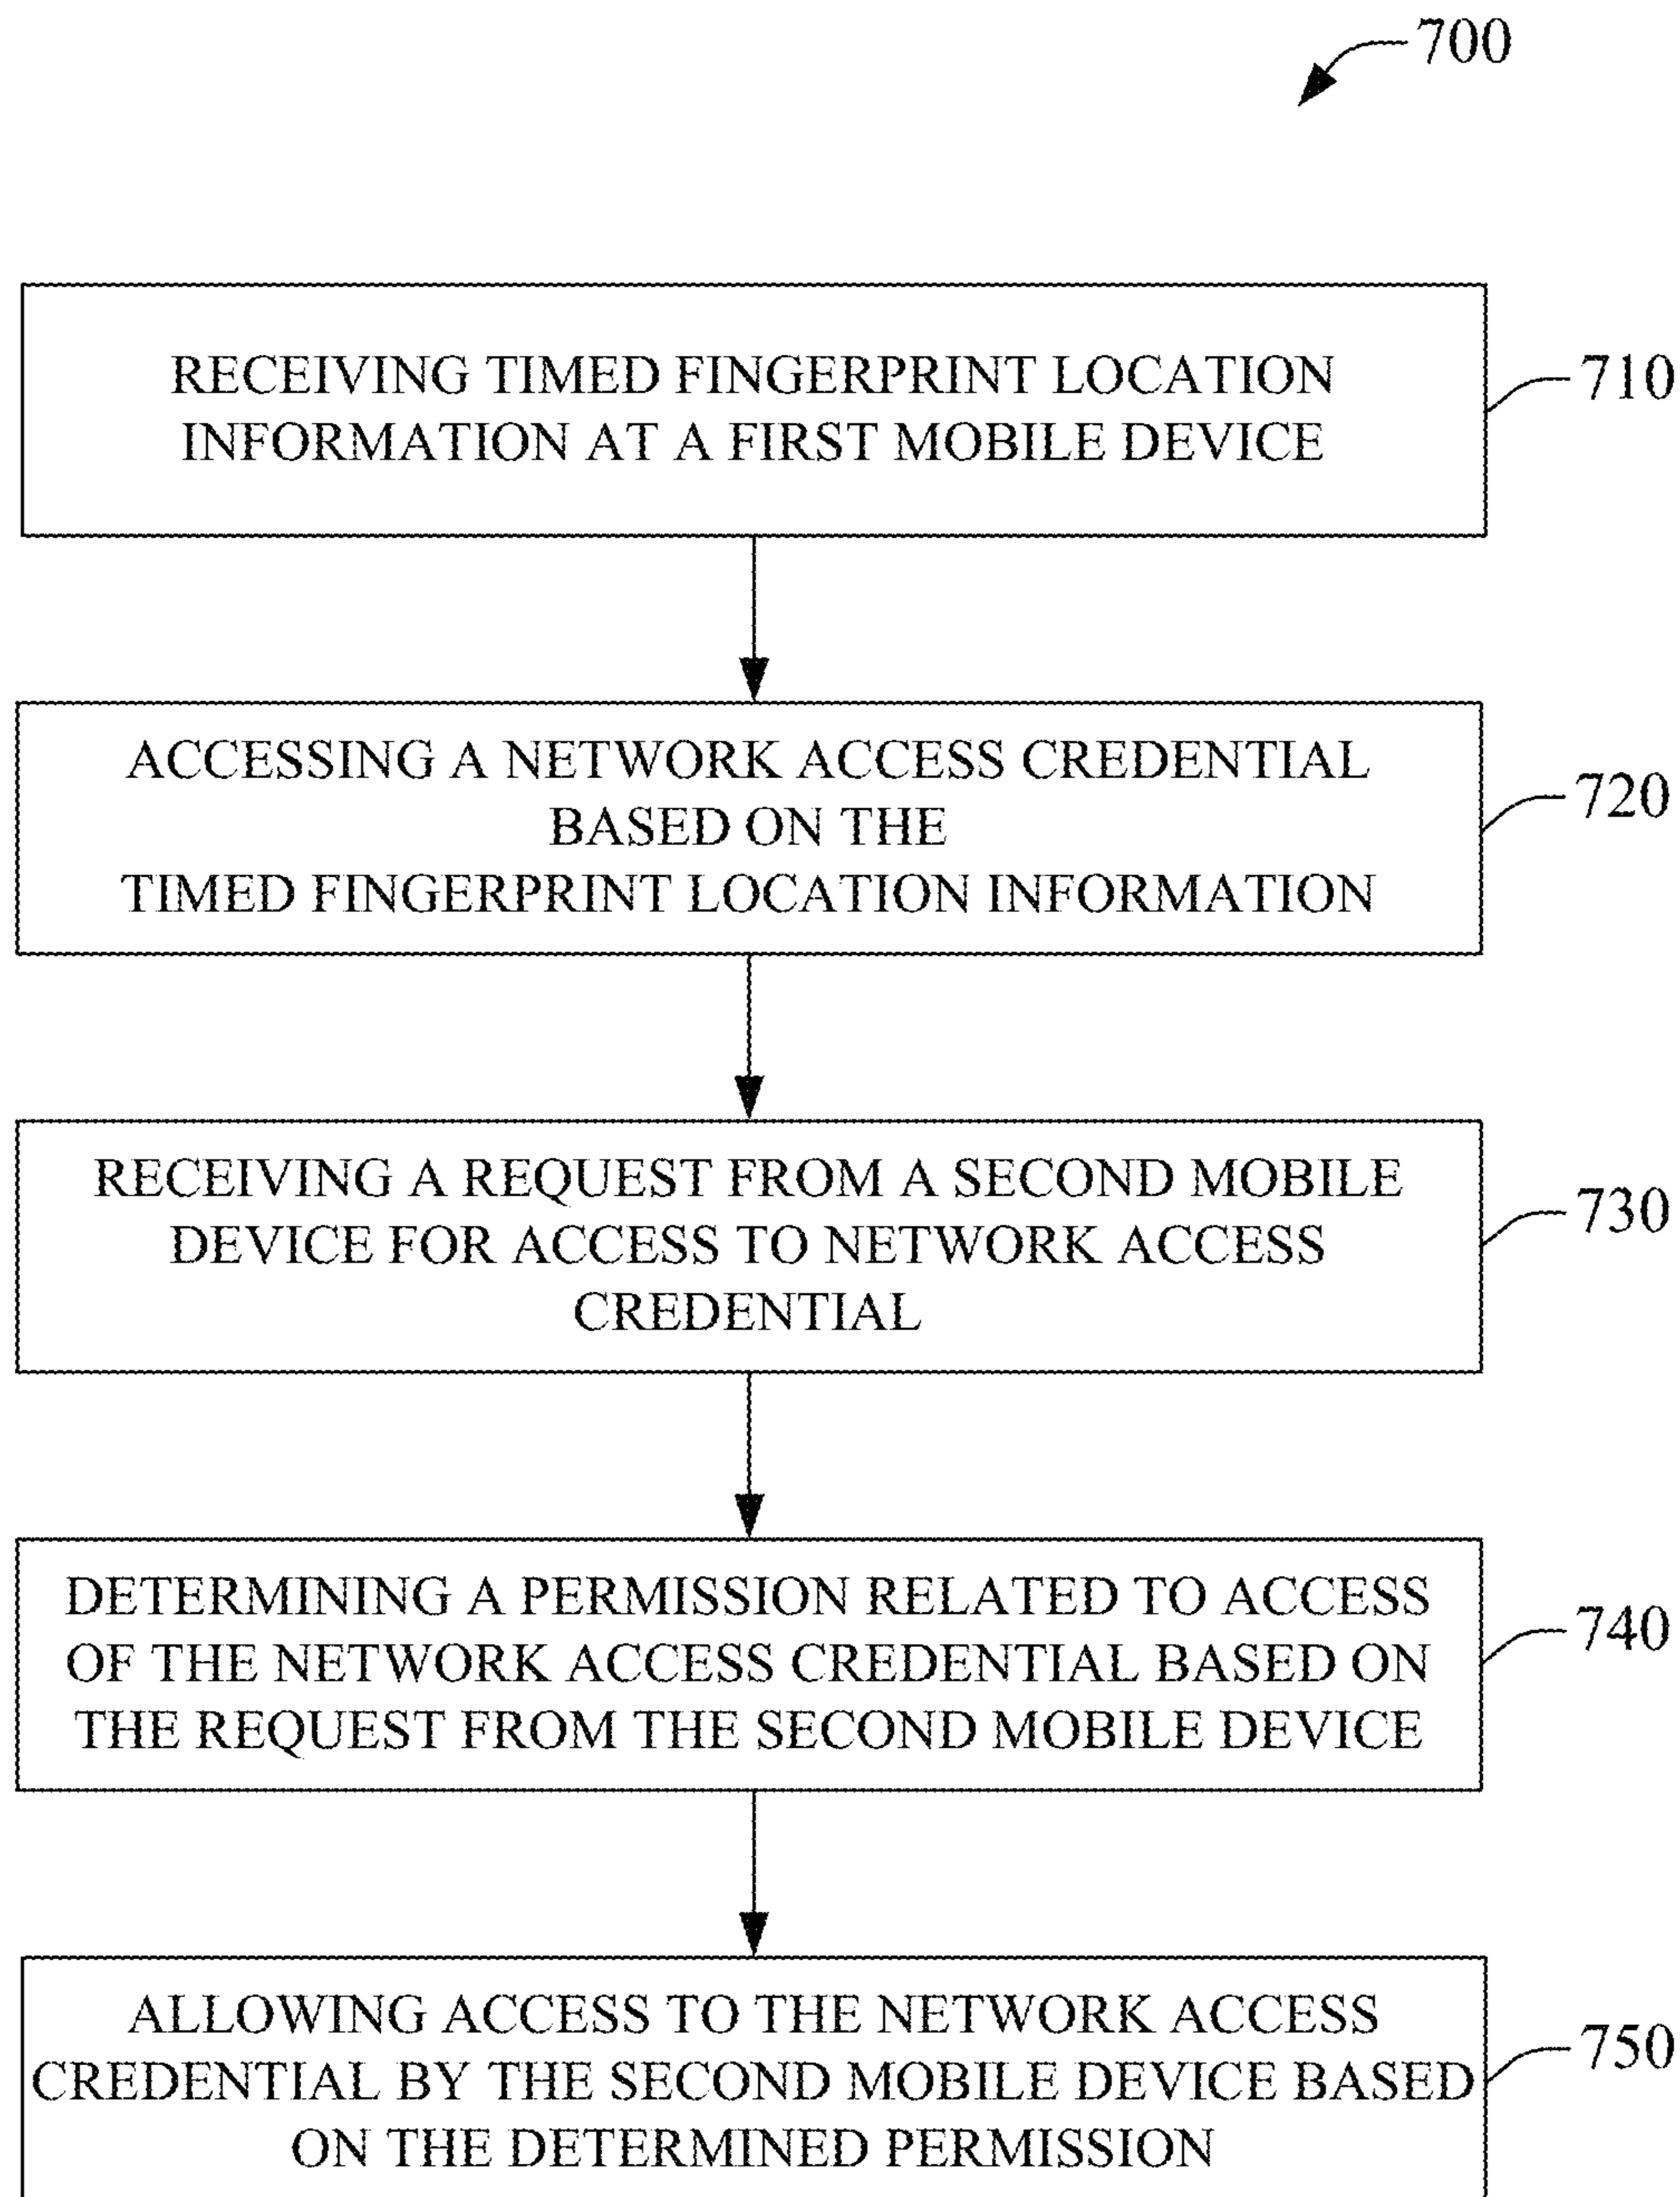 700
RECEIVING TIMED FINGERPRINT LOCATION
INFORMATION AT A FIRST MOBILE DEVICE
710
ACCESSING A NETWORK ACCESS CREDENTIAL
BASED ON THE
TIMED FINGERPRINT LOCATION INFORMATION
720
RECEIVING A REQUEST FROM A SECOND MOBILE
DEVICE FOR ACCESS TO NETWORK ACCESS
CREDENTIAL
730
DETERMINING A PERMISSION RELATED TO ACCESS
OF THE NETWORK ACCESS CREDENTIAL BASED ON
THE REQUEST FROM THE SECOND MOBILE DEVICE
740
ALLOWING ACCESS TO THE NETWORK ACCESS
CREDENTIAL BY THE SECOND MOBILE DEVICE BASED
ON THE DETERMINED PERMISSION
750